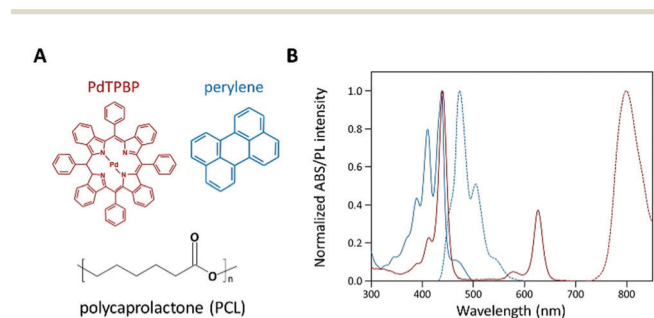 A
B
PdTPBP
perylene
N
N
Pd
N
N
O
O
n
polycaprolactone (PCL)
Normalized ABS/PL intensity
1.0
0.8
0.6
0.4
0.2
0.0
300 400 500 600 700 800
Wavelength (nm)